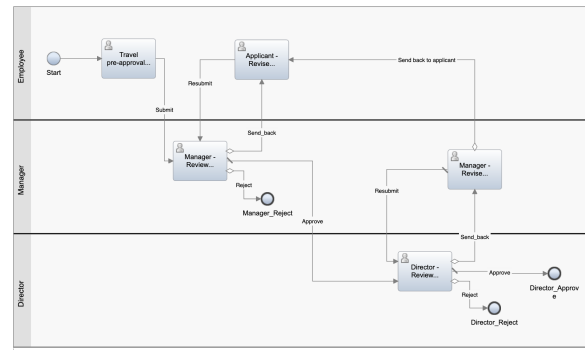 Employee
Start
Travel
pre-approval...
Applicant -
Revise...
Send back to applicant
Resubmit
Submit
Send_back
Manager
Manager -
Review...
Reject
Manager_Reject
Approve
Manager -
Revise...
Resubmit
Send_back
Director
Director -
Review...
Approve
Director_Approv
e
Reject
Director_Reject